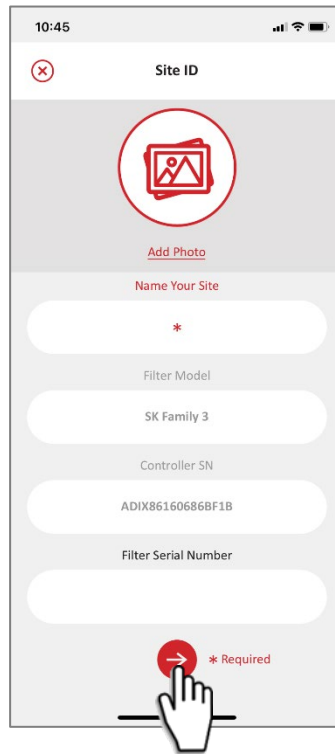 10:45
Site ID
Add Photo
Name Your Site
*
Filter Model
SK Family 3
Controller SN
ADIX86160686BF1B
Filter Serial Number
* Required